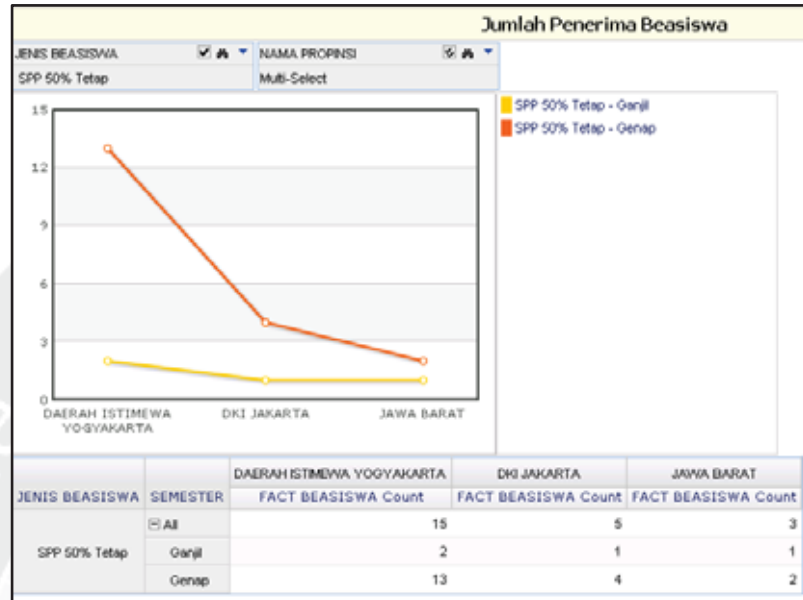 Jumlah Penerima Beasiswa
JENIS BEASISWA NAMA PROPINSI
SPP 50% Tetap Multi-Select
SPP 50% Tetap - Ganjil
SPP 50% Tetap - Genap
15
12
9
6
3
0
DAERAH ISTIMEWA YOGYAKARTA DKI JAKARTA JAWA BARAT
DAERAH ISTIMEWA YOGYAKARTA DKI JAKARTA JAWA BARAT
JENIS BEASISWA SEMESTER FACT BEASISWA Count FACT BEASISWA Count FACT BEASISWA Count
All 15 5 3
SPP 50% Tetap Ganjil 2 1 1
Genap 13 4 2